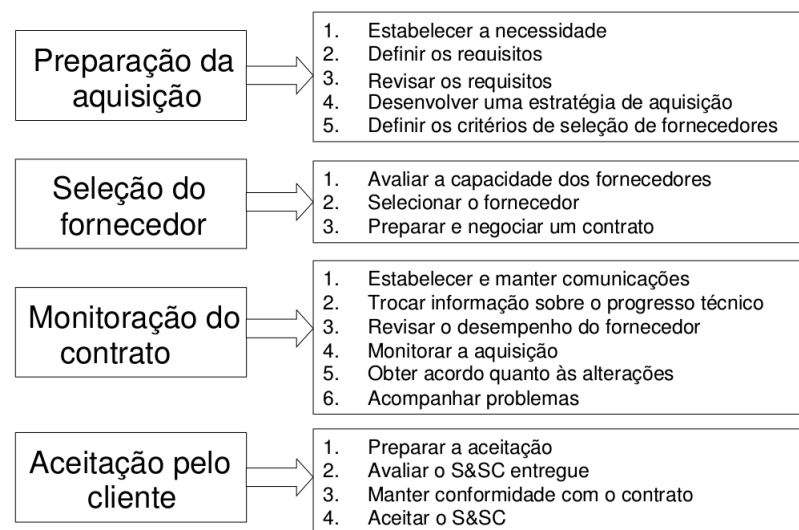 Preparação da
aquisição
1. Estabelecer a necessidade
2. Definir os requisitos
3. Revisar os requisitos
4. Desenvolver uma estratégia de aquisição
5. Definir os critérios de seleção de fornecedores
Seleção do
fornecedor
1. Avaliar a capacidade dos fornecedores
2. Selecionar o fornecedor
3. Preparar e negociar um contrato
Monitoração do
contrato
1. Estabelecer e manter comunicações
2. Trocar informação sobre o progresso técnico
3. Revisar o desempenho do fornecedor
4. Monitorar a aquisição
5. Obter acordo quanto às alterações
6. Acompanhar problemas
Aceitação pelo
cliente
1. Preparar a aceitação
2. Avaliar o S&SC entregue
3. Manter conformidade com o contrato
4. Aceitar o S&SC